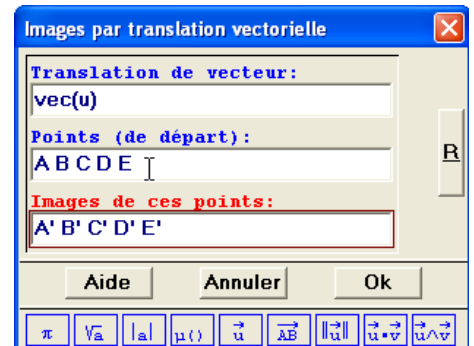 Images par translation vectorielle
Translation de vecteur:
vec(u)
Points (de départ):
A B C D E
R
Images de ces points:
A' B' C' D' E'
Aide Annuler Ok
π √a |a| μ() u⃗ AB⃗ ||u⃗|| u⃗•v⃗ u⃗∧v⃗